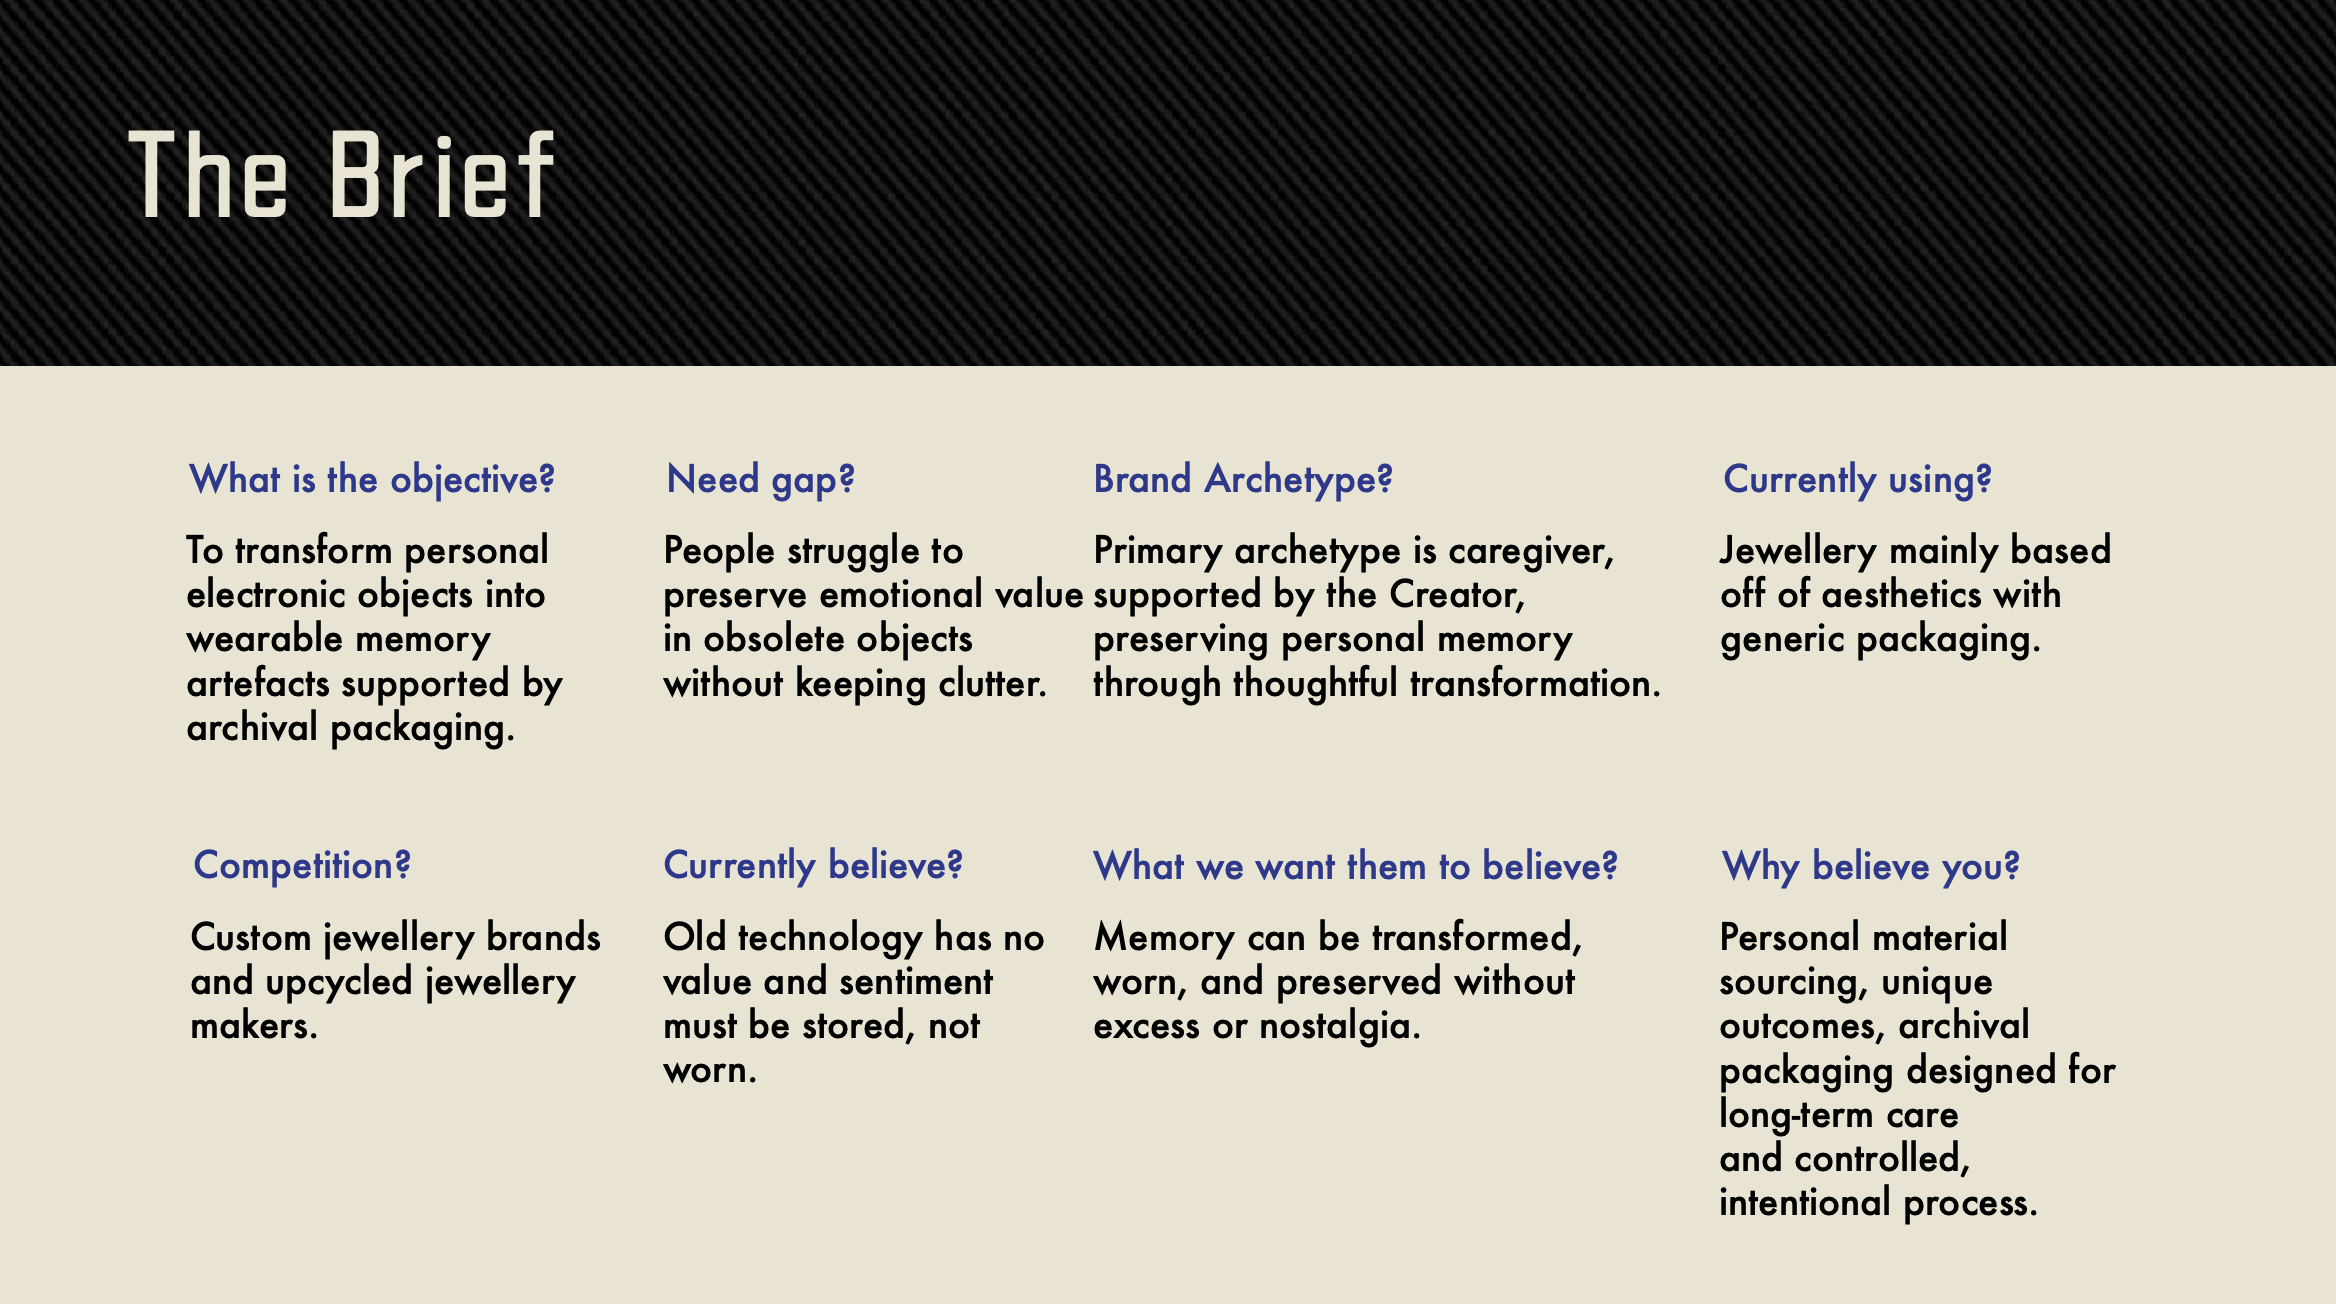 The Brief
What is the objective?
To transform personal
electronic objects into
wearable memory
artefacts supported by
archival packaging.
Need gap?
People struggle to
preserve emotional value
in obsolete objects
without keeping clutter.
Brand Archetype?
Primary archetype is caregiver,
supported by the Creator,
preserving personal memory
through thoughtful transformation.
Currently using?
Jewellery mainly based
off of aesthetics with
generic packaging.
Competition?
Custom jewellery brands
and upcycled jewellery
makers.
Currently believe?
Old technology has no
value and sentiment
must be stored, not
worn.
What we want them to believe?
Memory can be transformed,
worn, and preserved without
excess or nostalgia.
Why believe you?
Personal material
sourcing, unique
outcomes, archival
packaging designed for
long-term care
and controlled,
intentional process.